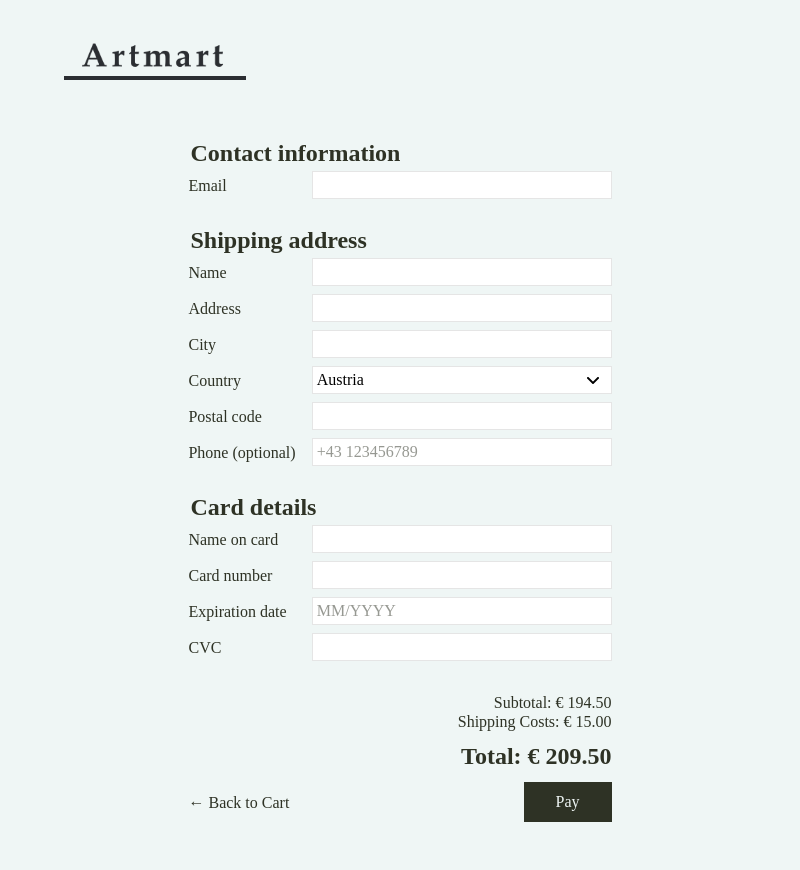 Artmart
Contact information
Email
Shipping address
Name
Address
City
Country Austria
Postal code
Phone (optional) +43 123456789
Card details
Name on card
Card number
Expiration date MM/YYYY
CVC
Subtotal: € 194.50
Shipping Costs: € 15.00
Total: € 209.50
← Back to Cart Pay